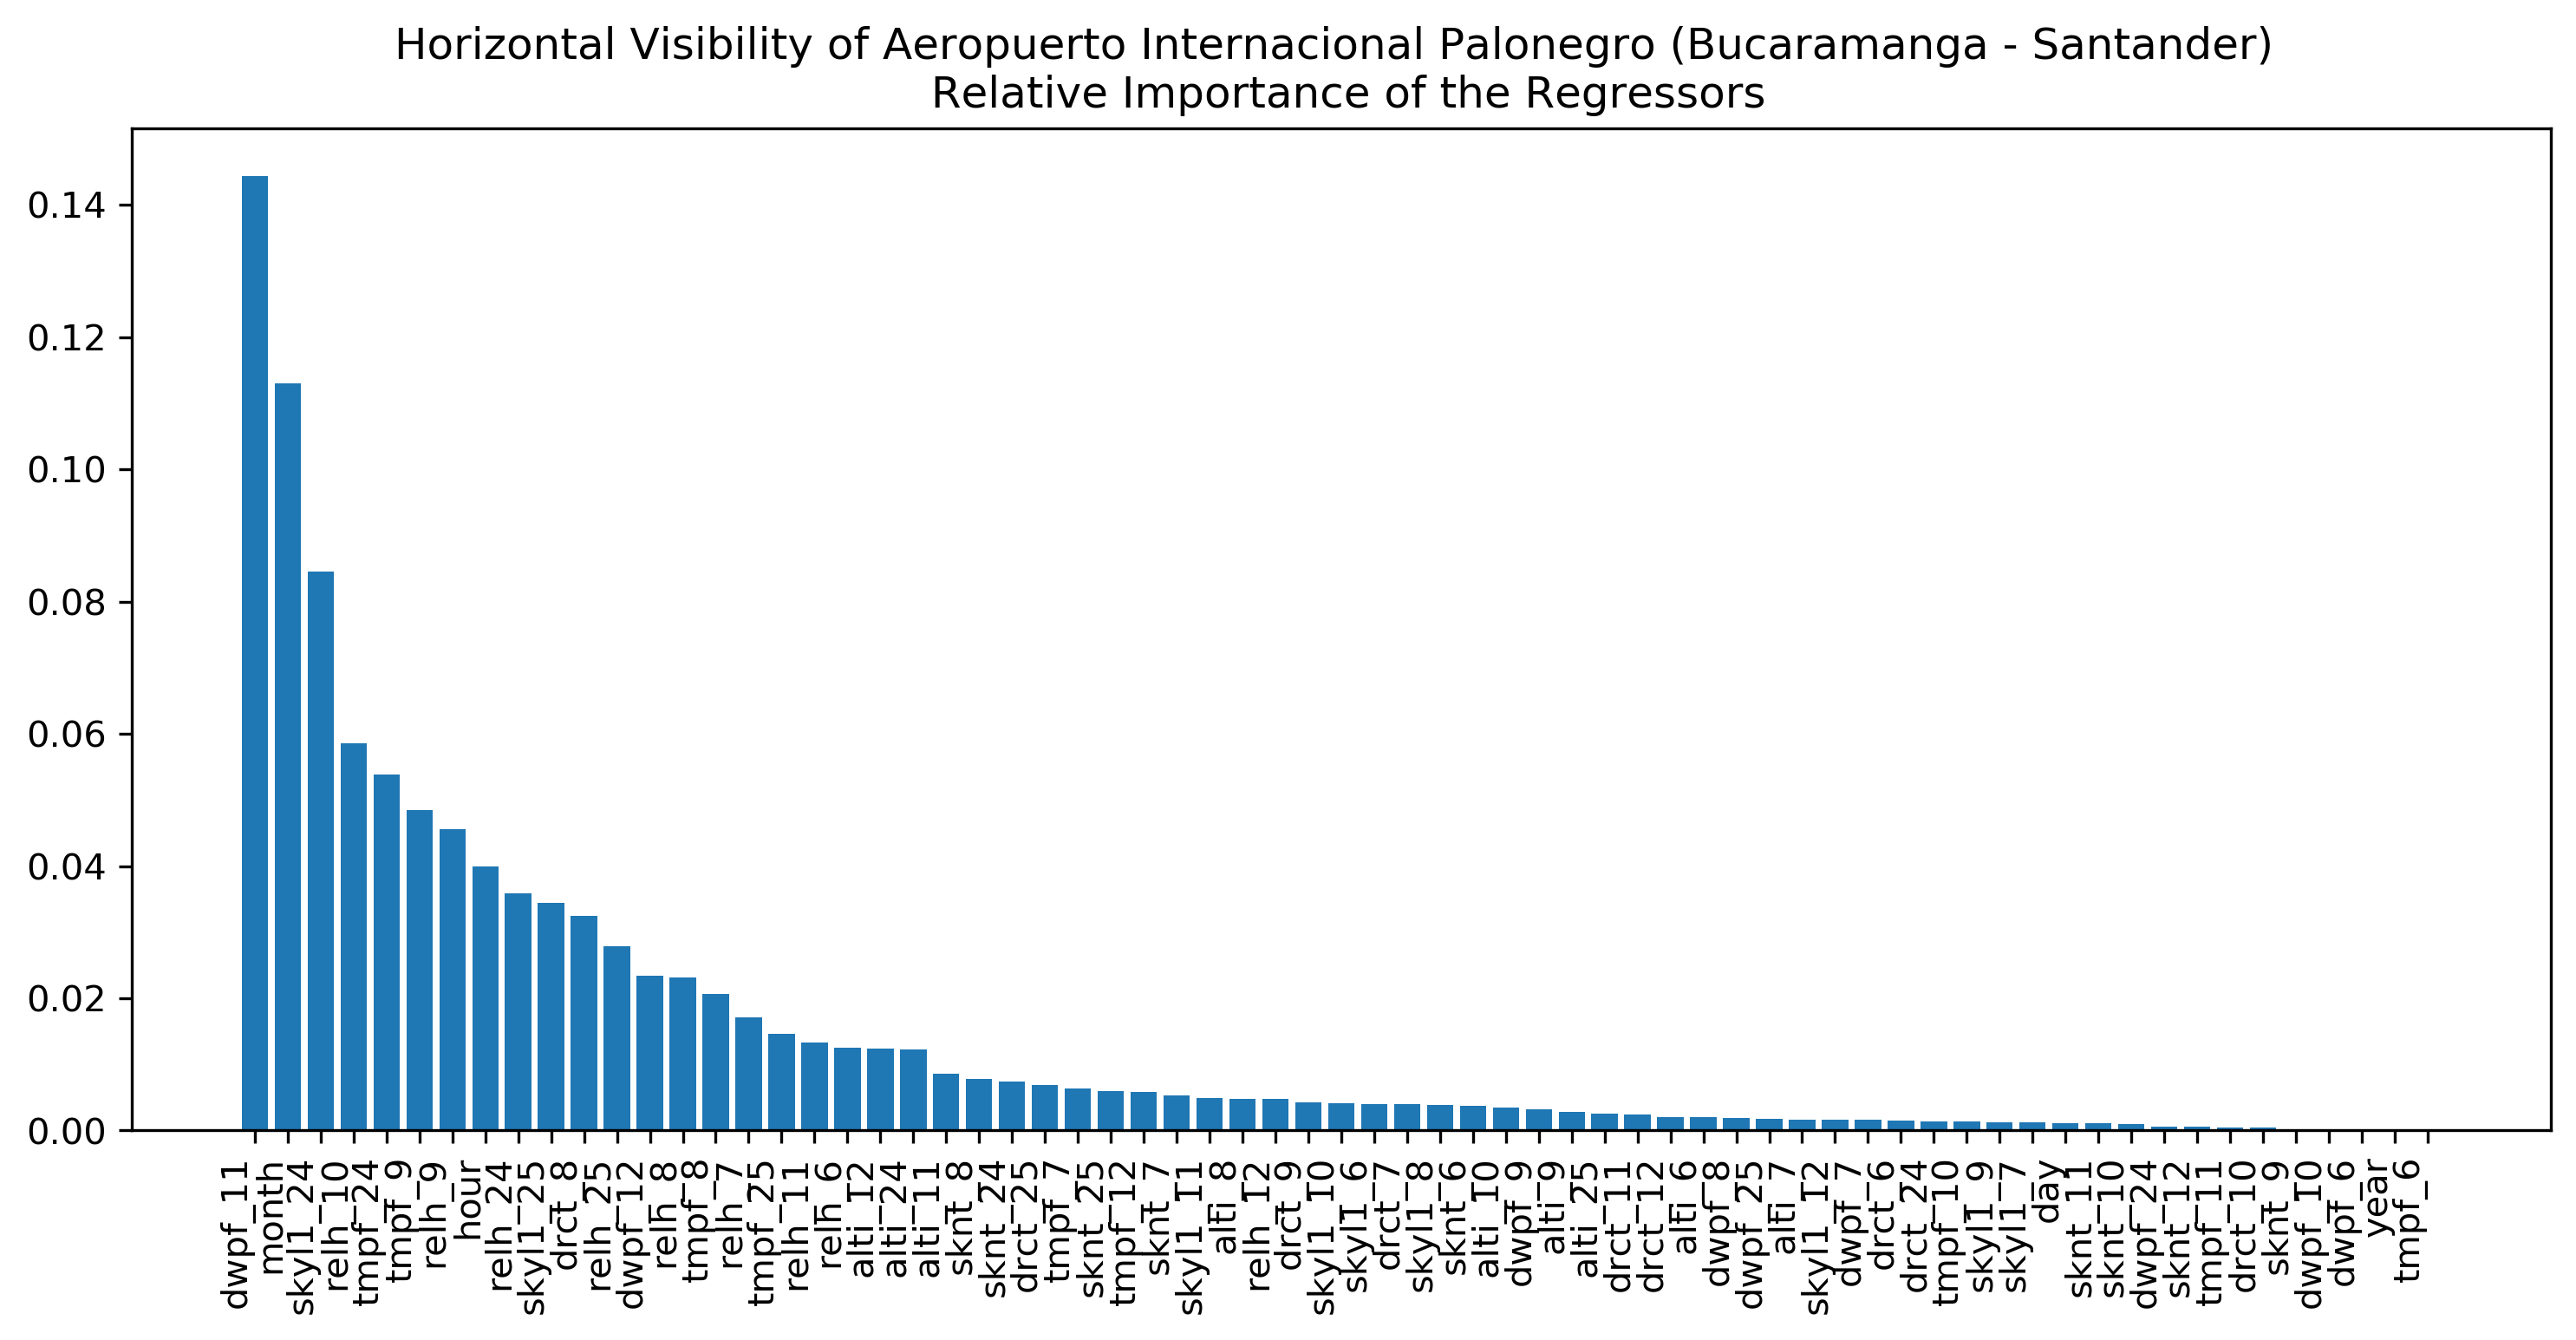 Horizontal Visibility of Aeropuerto Internacional Palonegro (Bucaramanga - Santander)
Relative Importance of the Regressors
0.14
0.12
0.10
0.08
0.06
0.04
0.02
0.00
dwpf_11
month
skyl1_24
relh_10
tmpf_24
tmpf_9
relh_9
hour
relh_24
skyl1_25
drct_8
relh_25
dwpf_12
relh_8
tmpf_8
relh_7
tmpf_25
relh_11
relh_6
alti_12
alti_24
alti_11
sknt_8
sknt_24
drct_25
tmpf_7
sknt_25
tmpf_12
sknt_7
skyl1_11
alti_8
relh_12
drct_9
skyl1_10
skyl1_6
drct_7
skyl1_8
sknt_6
alti_10
dwpf_9
alti_9
alti_25
drct_11
drct_12
alti_6
dwpf_8
dwpf_25
alti_7
skyl1_12
dwpf_7
drct_6
drct_24
tmpf_10
skyl1_9
skyl1_7
day
sknt_11
sknt_10
dwpf_24
sknt_12
tmpf_11
drct_10
sknt_9
dwpf_10
dwpf_6
year
tmpf_6